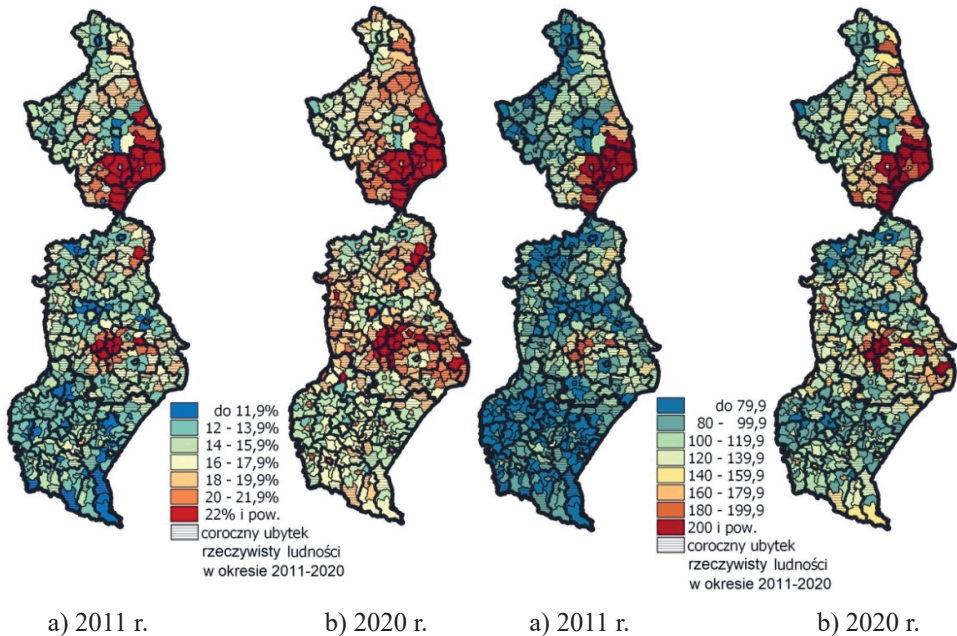 do 11,9%
12 - 13,9%
14 - 15,9%
16 - 17,9%
18 - 19,9%
20 - 21,9%
22% i pow.
coroczny ubytek
rzeczywisty ludności
w okresie 2011-2020
do 79,9
80 - 99,9
100 - 119,9
120 - 139,9
140 - 159,9
160 - 179,9
180 - 199,9
200 i pow.
coroczny ubytek
rzeczywisty ludności
w okresie 2011-2020
a) 2011 r.
b) 2020 r.
a) 2011 r.
b) 2020 r.